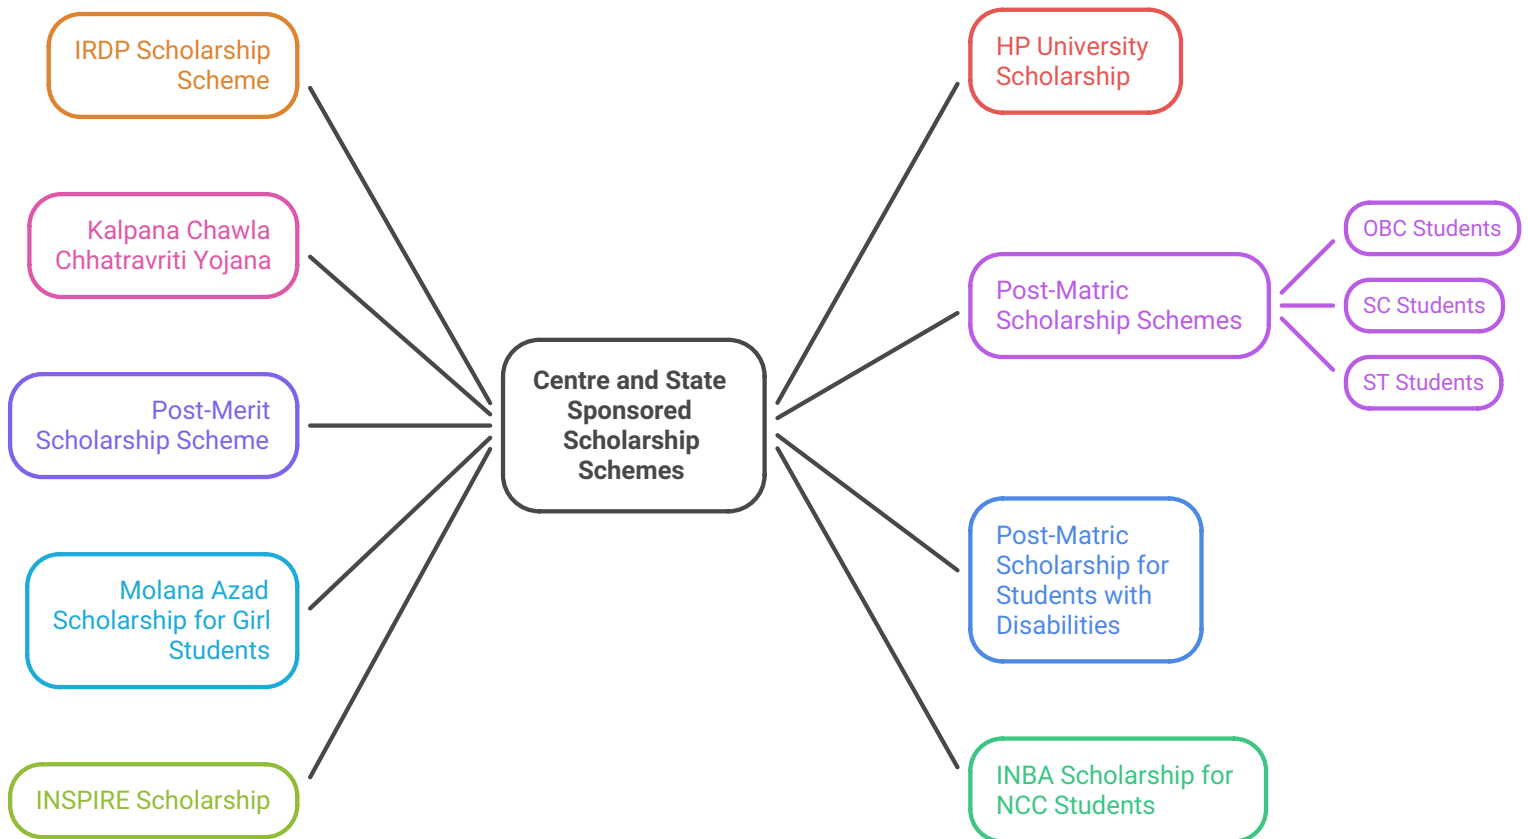 IRDP Scholarship
Scheme
Kalpana Chawla
Chhatravriti Yojana
Post-Merit
Scholarship Scheme
Molana Azad
Scholarship for Girl
Students
INSPIRE Scholarship
Centre and State
Sponsored
Scholarship
Schemes
HP University
Scholarship
Post-Matric
Scholarship Schemes
OBC Students
SC Students
ST Students
Post-Matric
Scholarship for
Students with
Disabilities
INBA Scholarship for
NCC Students